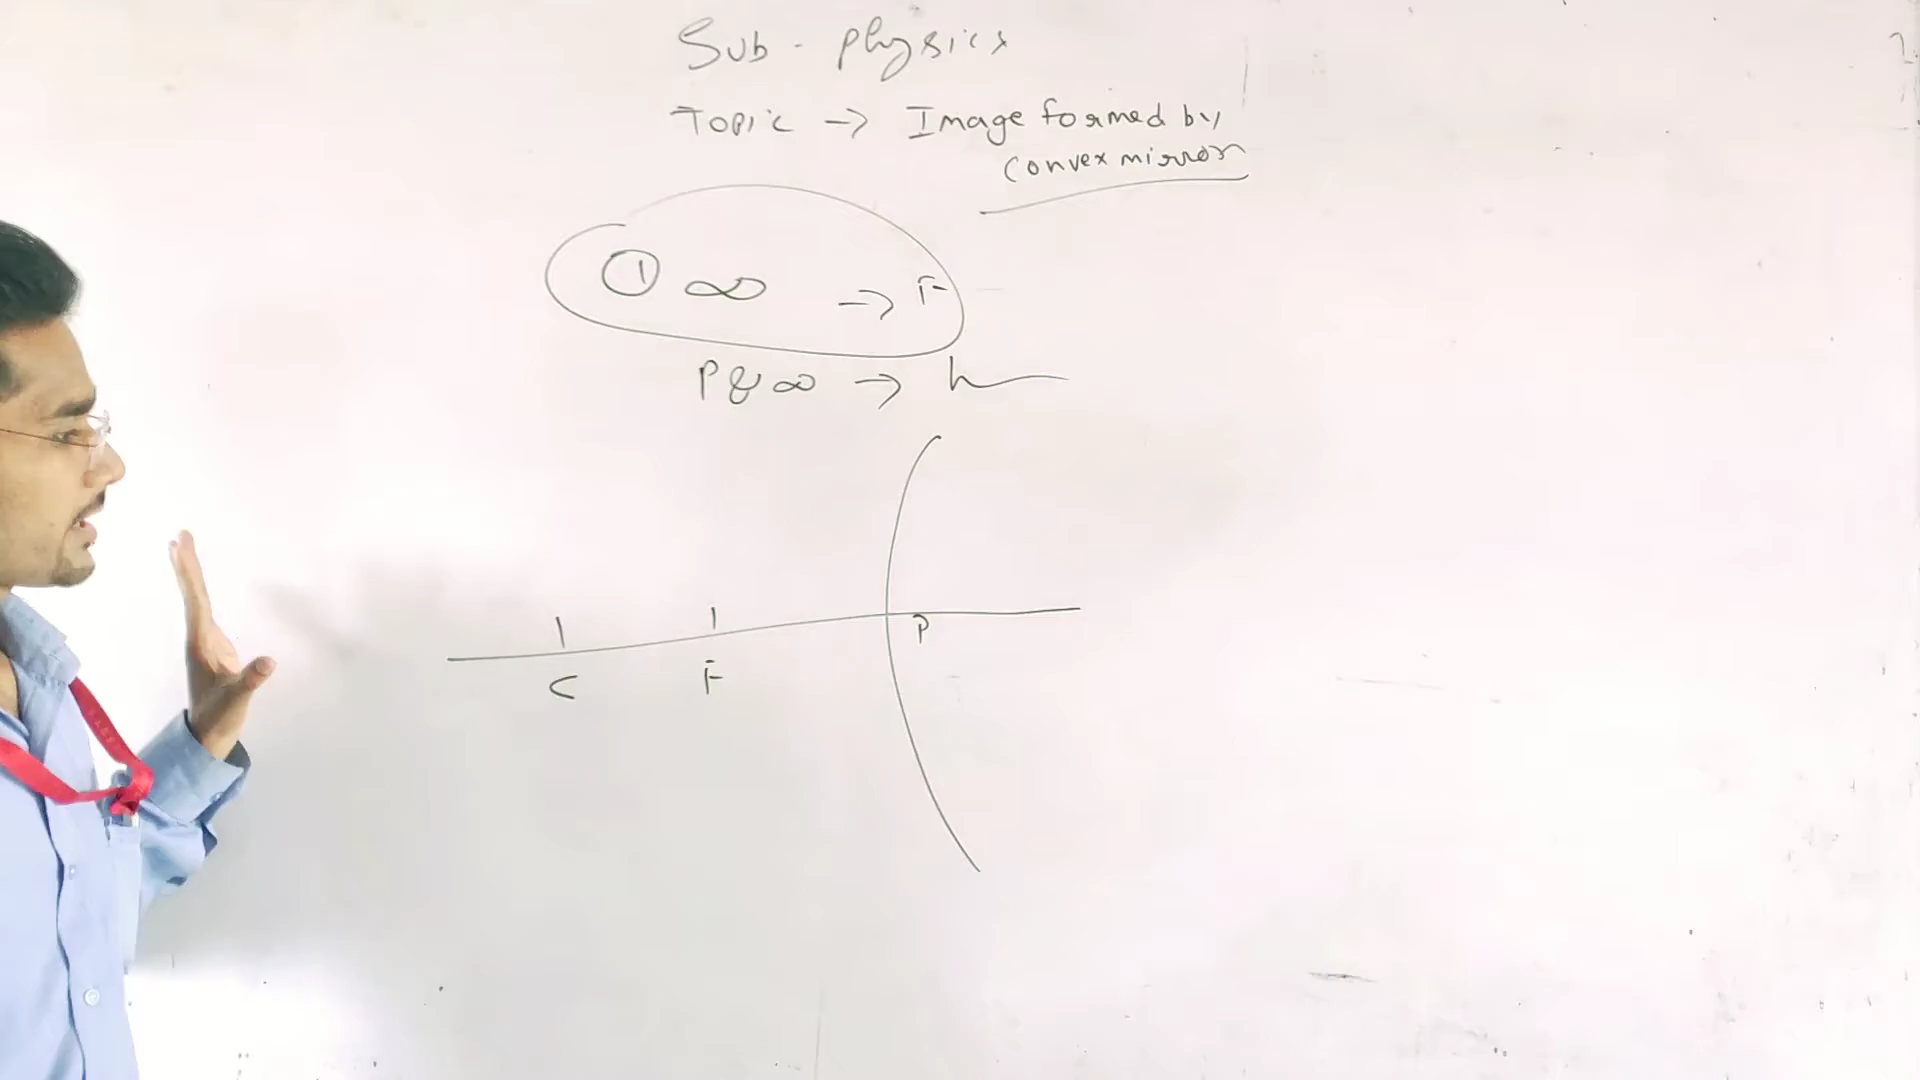 Sub - physics
Topic → Image formed by
convex mirror
① ∞ → F
P & ∞ →
P
C F